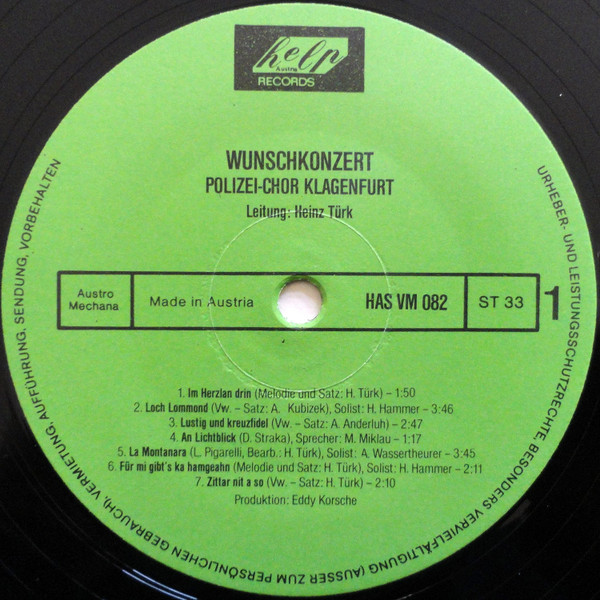 help
Austria
RECORDS
WUNSCHKONZERT
POLIZEI-CHOR KLAGENFURT
Leitung: Heinz Türk
Austro
Mechana
Made in Austria
HAS VM 082
ST 33
1
1. Im Herzlan drin (Melodie und Satz: H. Türk) – 1:50
2. Loch Lommond (Vw. – Satz: A. Kubizek), Solist: H. Hammer – 3:46
3. Lustig und kreuzfidel (Vw. – Satz: A. Anderluh) – 2:47
4. An Lichtblick (D. Straka), Sprecher: M. Miklau – 1:17
5. La Montanara (L. Pigarelli, Bearb.: H. Türk), Solist: A. Wassertheurer – 3:45
6. Für mi gibt's ka hamgeahn (Melodie und Satz: H. Türk), Solist: H. Hammer – 2:11
7. Zittar nit a so (Vw. – Satz: H. Türk) – 2:10
Produktion: Eddy Korsche
URHEBER- UND LEISTUNGSSCHUTZRECHTE, BESONDERS VERVIELFÄLTIGUNG (AUSSER ZUM PERSÖNLICHEN GEBRAUCH), VERMIETUNG, AUFFÜHRUNG, SENDUNG, VORBEHALTEN